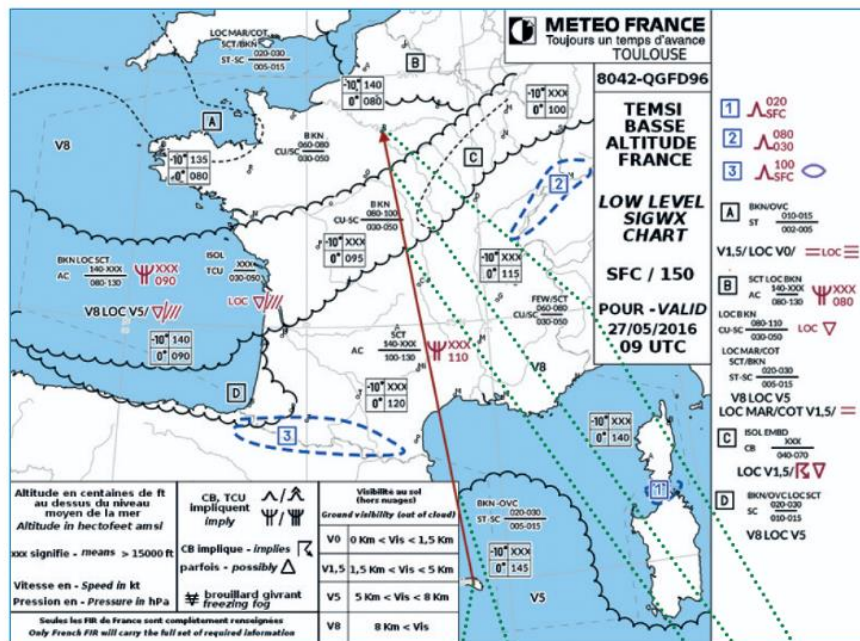 METEO FRANCE
Toujours un temps d'avance
TOULOUSE
8042-QGFD96
TEMSI
BASSE
ALTITUDE
FRANCE
LOW LEVEL
SIGWX
CHART
SFC / 150
POUR -VALID
27/05/2016
09 UTC
1 020
SFC
2 080
030
3 100
SFC
A BKN/OVC
ST 010-015
002-005
V1,5/ LOC V0/ LOC
B SCT LOC BKN
AC 140-XXX
080-130
XXX
080
LOC BKN
CU-SC 080-110
030-050
LOC
LOC MAR/COT
SCT/BKN
ST-SC 020-030
005-015
V8 LOC V5
LOC MAR/COT V1,5/
C ISOL EMBD
CB XXX
040-070
LOC V1,5/
D BKN/OVC LOC SCT
SC 020-030
010-015
V8 LOC V5
LOC MAR/COT
SCT/BKN
ST-SC 020-030
005-015
B
-10° 140
0° 080
-10° XXX
0° 100
A
V8
-10° 135
0° 080
BKN
CU/SC 060-080
030-050
C
2
BKN
CU-SC 080-100
030-050
-10° XXX
0° 095
-10° XXX
0° 115
BKN LOC SCT
AC 140-XXX
080-130
XXX
090
ISOL
TCU XXX
030-050
V8 LOC V5/
LOC
-10° 140
0° 090
FEW/SCT
CU/SC 060-080
030-050
SCT
AC 140-XXX
100-130
XXX
110
V8
D
-10° XXX
0° 120
3
-10° XXX
0° 140
1
BKN-OVC
ST-SC 020-030
005-015
-10° XXX
0° 145
V5
Altitude en centaines de ft
au dessus du niveau
moyen de la mer
Altitude in hectofeet amsl
xxx signifie - means > 15000 ft
Vitesse en - Speed in kt
Pression en - Pressure in hPa
CB, TCU
impliquent
imply
CB implique - implies
parfois - possibly
brouillard givrant
freezing fog
Seules les FIR de France sont complètement renseignées
Only French FIR will carry the full set of required information
Visibilité au sol
(hors nuages)
Ground visibility (out of cloud)
V0 0 Km < Vis < 1,5 Km
V1,5 1,5 Km < Vis < 5 Km
V5 5 Km < Vis < 8 Km
V8 8 Km < Vis